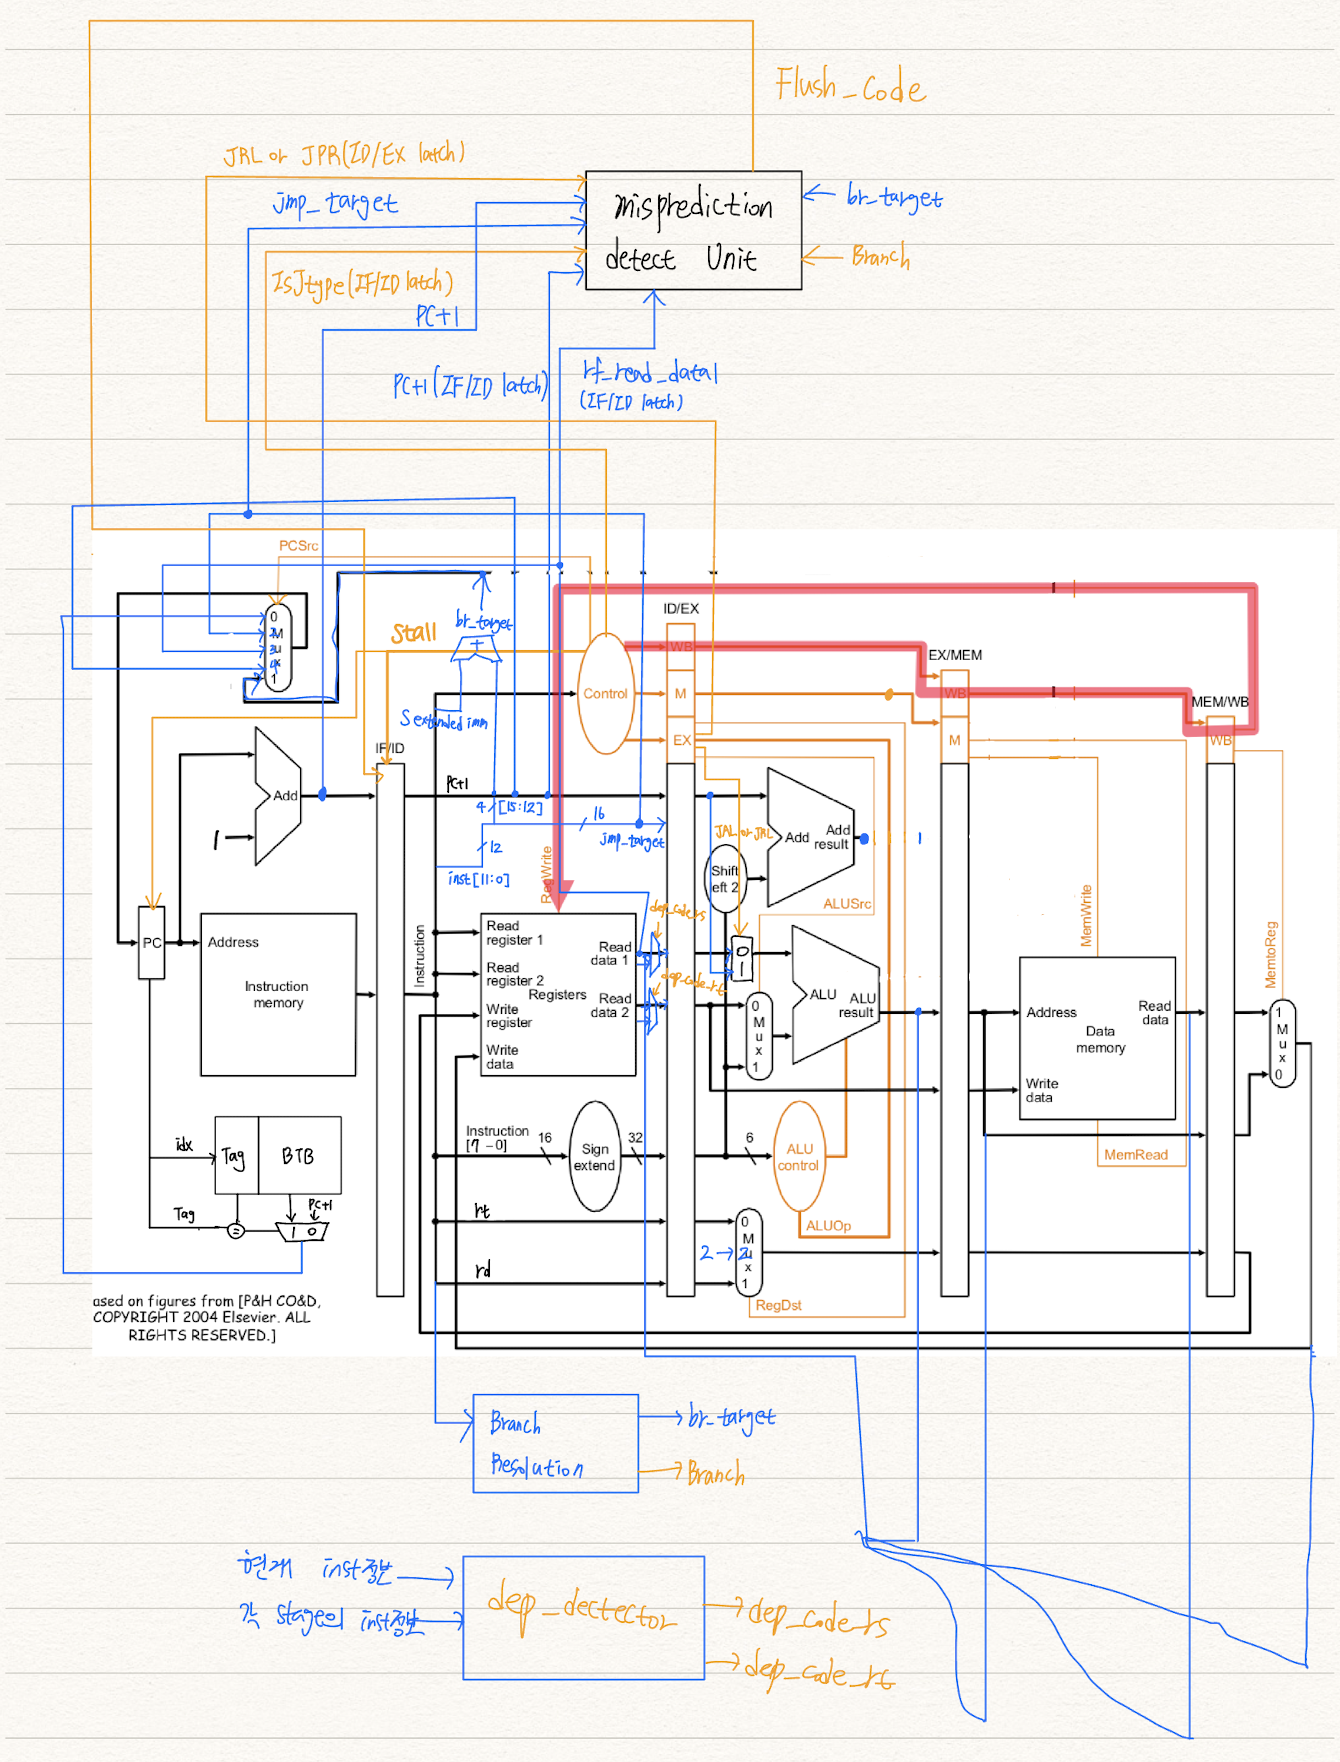 Flush_Code
JRL or JPR(ID/EX latch)
jmp_target
misprediction
detect Unit
br_target
Branch
IsJtype(IF/ID latch)
PC+1
PC+1(IF/ID latch)
rf_read_data1
(IF/ID latch)
PCSrc
0
2
M
3
u
4
x
1
Stall
br_target
+
S extended imm
Control
ID/EX
WB
M
EX
EX/MEM
WB
M
MEM/WB
WB
IF/ID
Add
1
PC+1
4 [15:12]
16
jmp_target
12
inst[11:0]
RegWrite
JAL or JRL
Shift
left 2
Add
Add
result
ALUSrc
dep_code_rs
dep_code_rt
PC
Address
Instruction
memory
Instruction
Read
register 1
Read
register 2
Registers
Write
register
Write
data
Read
data 1
Read
data 2
0
1
0
M
u
x
1
ALU
ALU
result
MemWrite
Address
Read
data
Data
memory
Write
data
MemRead
MemtoReg
1
M
u
x
0
Instruction
[7-0]
16
Sign
extend
32
6
ALU
control
ALUOp
idx
Tag
BTB
PC+1
Tag
=
1 0
rt
rd
2→2
0
M
u
x
1
RegDst
ased on figures from [P&H CO&D,
COPYRIGHT 2004 Elsevier. ALL
RIGHTS RESERVED.]
Branch
Resolution
br_target
Branch
현재 inst정보
각 stage의 inst정보
dep_dectector
dep_code_rs
dep_code_rt